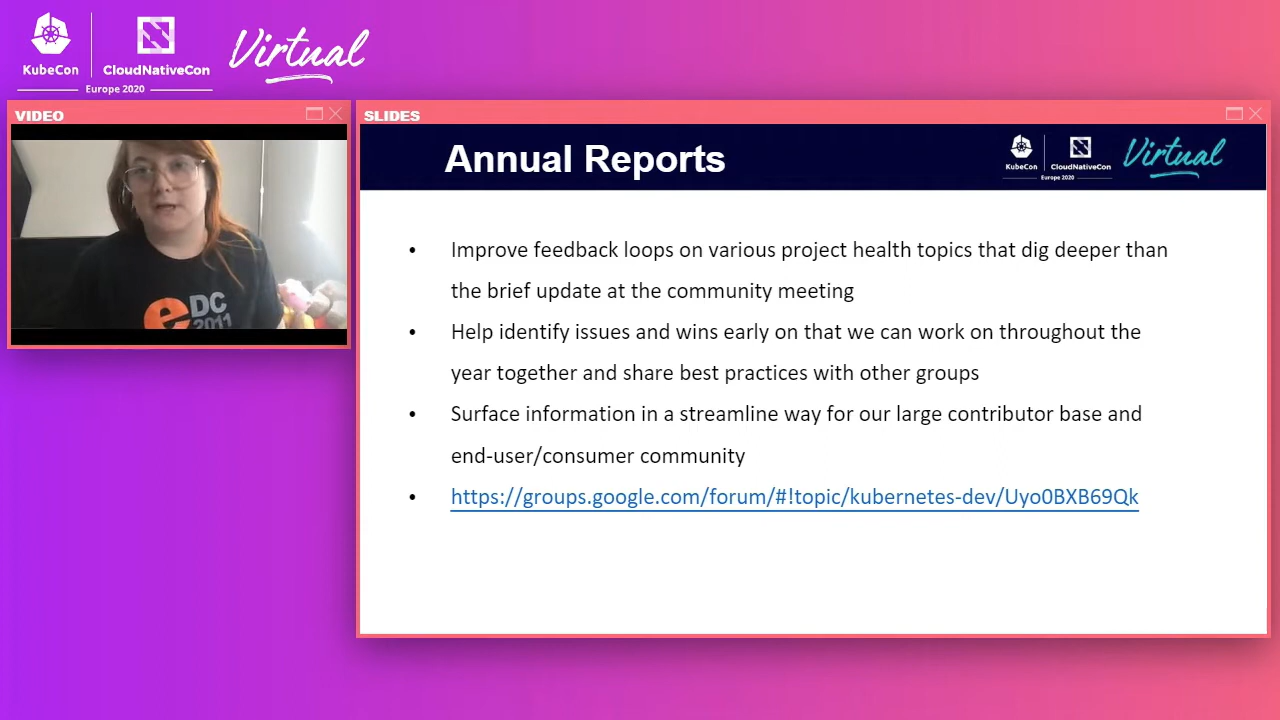 KubeCon
CloudNativeCon
Europe 2020
Virtual
VIDEO
eDC
2011
SLIDES
Annual Reports
KubeCon
CloudNativeCon
Europe 2020
Virtual
• Improve feedback loops on various project health topics that dig deeper than
the brief update at the community meeting
• Help identify issues and wins early on that we can work on throughout the
year together and share best practices with other groups
• Surface information in a streamline way for our large contributor base and
end-user/consumer community
• https://groups.google.com/forum/#!topic/kubernetes-dev/Uyo0BXB69Qk